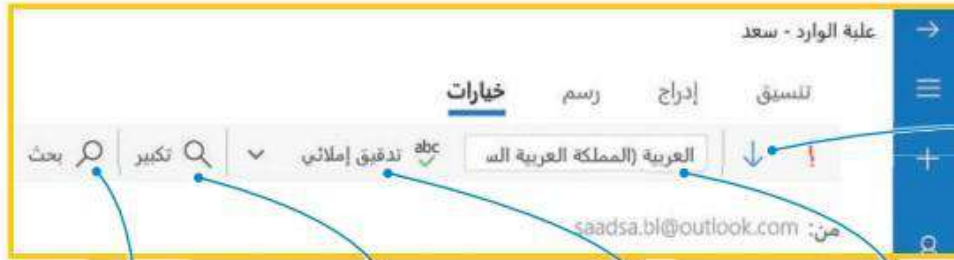 علبة الوارد - سعد
تنسيق إدراج رسم خيارات
! العربية (المملكة العربية الس abc تدقيق إملائي تكبير بحث
من: saadsa.bl@outlook.com